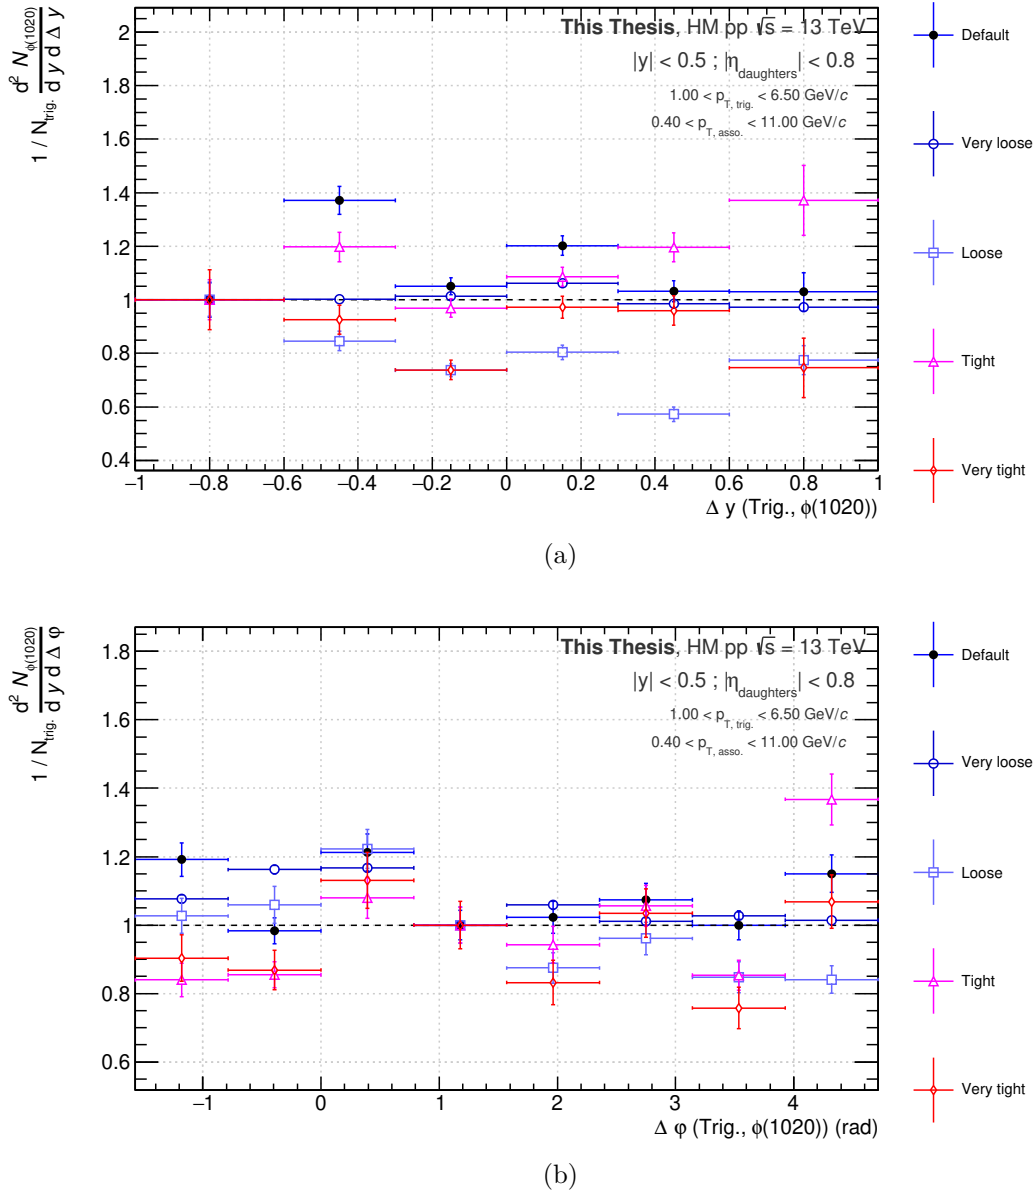 1 / N_trig. d² N_ϕ(1020) / d y d Δ y
This Thesis, HM pp √s = 13 TeV
|y| < 0.5 ; |η_daughters| < 0.8
1.00 < p_T, trig. < 6.50 GeV/c
0.40 < p_T, asso. < 11.00 GeV/c
2
1.8
1.6
1.4
1.2
1
0.8
0.6
0.4
−1 −0.8 −0.6 −0.4 −0.2 0 0.2 0.4 0.6 0.8 1
Δ y (Trig., ϕ(1020))
Default
Very loose
Loose
Tight
Very tight
(a)
1 / N_trig. d² N_ϕ(1020) / d y d Δ φ
This Thesis, HM pp √s = 13 TeV
|y| < 0.5 ; |η_daughters| < 0.8
1.00 < p_T, trig. < 6.50 GeV/c
0.40 < p_T, asso. < 11.00 GeV/c
1.8
1.6
1.4
1.2
1
0.8
0.6
−1 0 1 2 3 4
Δ φ (Trig., ϕ(1020)) (rad)
Default
Very loose
Loose
Tight
Very tight
(b)